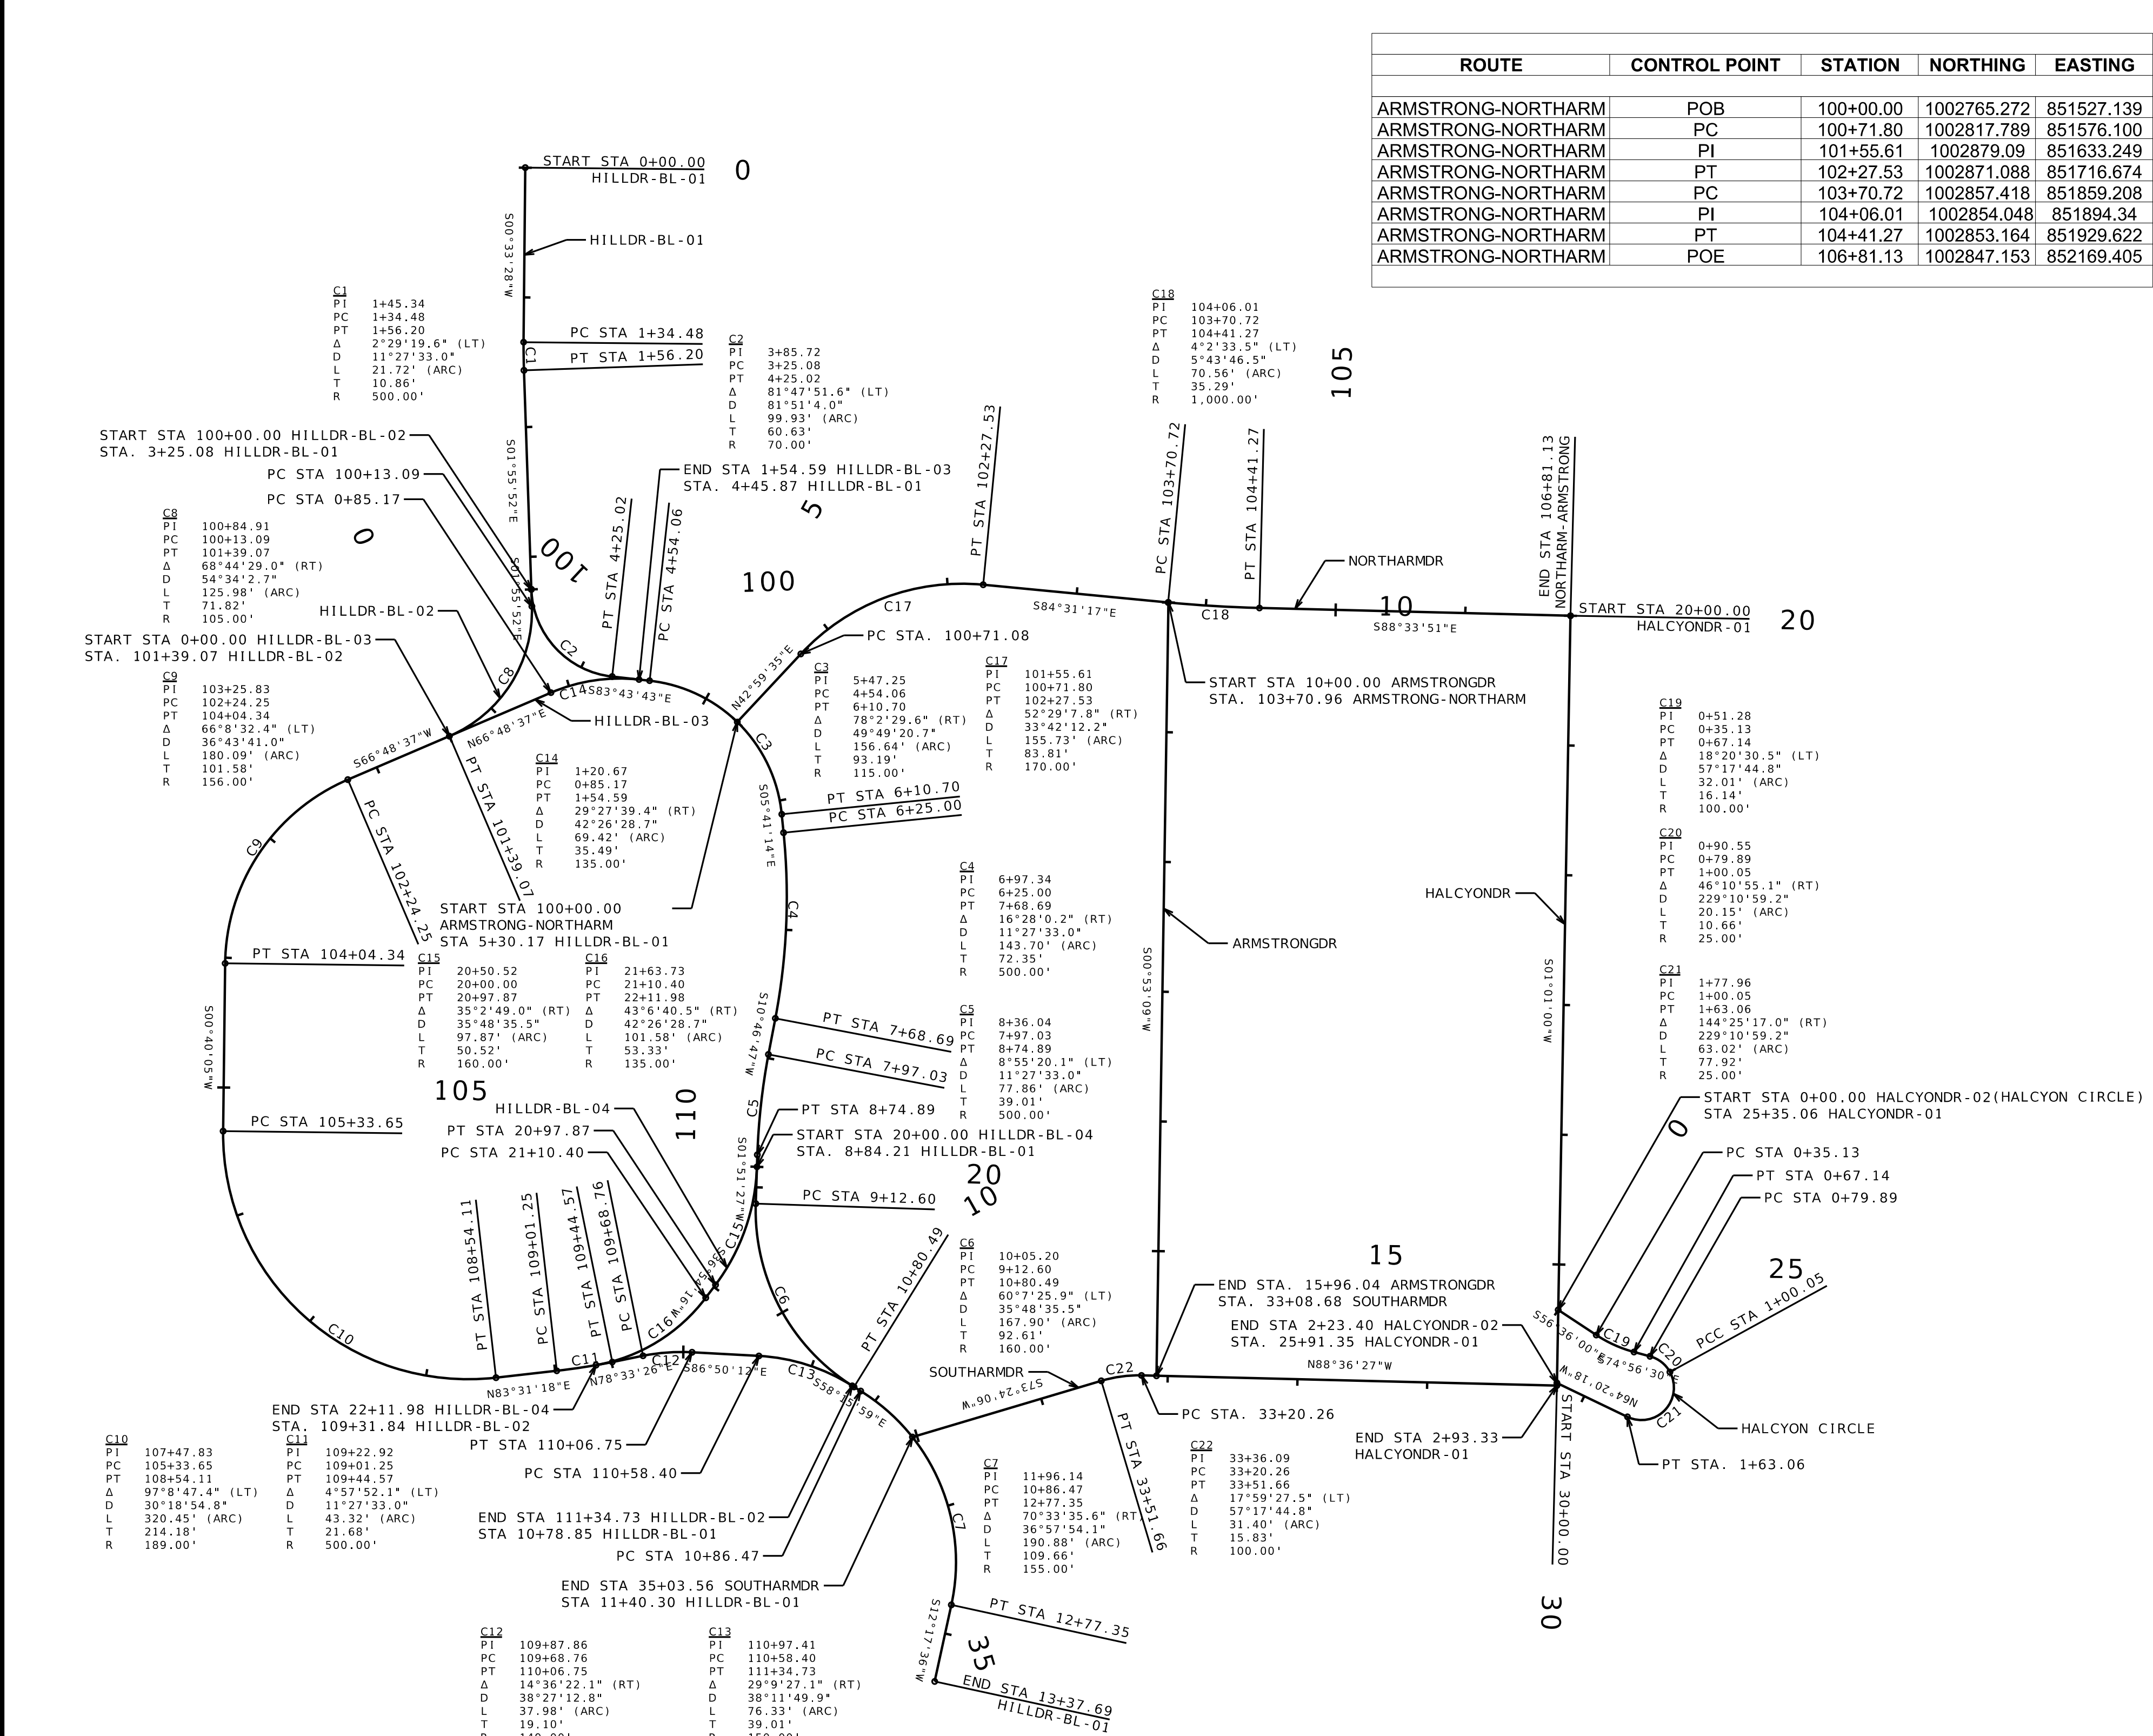 ROUTE CONTROL POINT STATION NORTHING EASTING
ARMSTRONG-NORTHARM POB 100+00.00 1002765.272 851527.139
ARMSTRONG-NORTHARM PC 100+71.80 1002817.789 851576.100
ARMSTRONG-NORTHARM PI 101+55.61 1002879.09 851633.249
ARMSTRONG-NORTHARM PT 102+27.53 1002871.088 851716.674
ARMSTRONG-NORTHARM PC 103+70.72 1002857.418 851859.208
ARMSTRONG-NORTHARM PI 104+06.01 1002854.048 851894.34
ARMSTRONG-NORTHARM PT 104+41.27 1002853.164 851929.622
ARMSTRONG-NORTHARM POE 106+81.13 1002847.153 852169.405
START STA 0+00.00
HILLDR-BL-01
0
S00°33'28"W
HILLDR-BL-01
C1
PI 1+45.34
PC 1+34.48
PT 1+56.20
Δ 2°29'19.6" (LT)
D 11°27'33.0"
L 21.72' (ARC)
T 10.86'
R 500.00'
PC STA 1+34.48
C1
PT STA 1+56.20
C2
PI 3+85.72
PC 3+25.08
PT 4+25.02
Δ 81°47'51.6" (LT)
D 81°51'4.0"
L 99.93' (ARC)
T 60.63'
R 70.00'
C18
PI 104+06.01
PC 103+70.72
PT 104+41.27
Δ 4°2'33.5" (LT)
D 5°43'46.5"
L 70.56' (ARC)
T 35.29'
R 1,000.00'
105
START STA 100+00.00 HILLDR-BL-02
STA. 3+25.08 HILLDR-BL-01
PC STA 100+13.09
PC STA 0+85.17
S01°55'52"E
END STA 1+54.59 HILLDR-BL-03
STA. 4+45.87 HILLDR-BL-01
5
PT STA 102+27.53
PC STA 103+70.72
PT STA 104+41.27
END STA 106+81.13
NORTHARM-ARMSTRONG
C8
PI 100+84.91
PC 100+13.09
PT 101+39.07
Δ 68°44'29.0" (RT)
D 54°34'2.7"
L 125.98' (ARC)
T 71.82'
R 105.00'
0
100
PT STA 4+25.02
PC STA 4+54.06
100
S01°55'52"E
HILLDR-BL-02
START STA 0+00.00 HILLDR-BL-03
STA. 101+39.07 HILLDR-BL-02
C2
C8
C14
S83°43'43"E
C17
S84°31'17"E
C18
NORTHARMDR
10
S88°33'51"E
START STA 20+00.00
HALCYONDR-01
20
PC STA. 100+71.08
N42°59'35"E
C9
PI 103+25.83
PC 102+24.25
PT 104+04.34
Δ 66°8'32.4" (LT)
D 36°43'41.0"
L 180.09' (ARC)
T 101.58'
R 156.00'
S66°48'37"W
N66°48'37"E
HILLDR-BL-03
C3
C3
PI 5+47.25
PC 4+54.06
PT 6+10.70
Δ 78°2'29.6" (RT)
D 49°49'20.7"
L 156.64' (ARC)
T 93.19'
R 115.00'
C17
PI 101+55.61
PC 100+71.80
PT 102+27.53
Δ 52°29'7.8" (RT)
D 33°42'12.2"
L 155.73' (ARC)
T 83.81'
R 170.00'
START STA 10+00.00 ARMSTRONGDR
STA. 103+70.96 ARMSTRONG-NORTHARM
C19
PI 0+51.28
PC 0+35.13
PT 0+67.14
Δ 18°20'30.5" (LT)
D 57°17'44.8"
L 32.01' (ARC)
T 16.14'
R 100.00'
C14
PI 1+20.67
PC 0+85.17
PT 1+54.59
Δ 29°27'39.4" (RT)
D 42°26'28.7"
L 69.42' (ARC)
T 35.49'
R 135.00'
PT STA 101+39.07
PC STA 102+24.25
C9
S05°41'14"E
PT STA 6+10.70
PC STA 6+25.00
C20
PI 0+90.55
PC 0+79.89
PT 1+00.05
Δ 46°10'55.1" (RT)
D 229°10'59.2"
L 20.15' (ARC)
T 10.66'
R 25.00'
C4
C4
PI 6+97.34
PC 6+25.00
PT 7+68.69
Δ 16°28'0.2" (RT)
D 11°27'33.0"
L 143.70' (ARC)
T 72.35'
R 500.00'
HALCYONDR
ARMSTRONGDR
START STA 100+00.00
ARMSTRONG-NORTHARM
STA 5+30.17 HILLDR-BL-01
PT STA 104+04.34
C15
PI 20+50.52
PC 20+00.00
PT 20+97.87
Δ 35°2'49.0" (RT)
D 35°48'35.5"
L 97.87' (ARC)
T 50.52'
R 160.00'
C16
PI 21+63.73
PC 21+10.40
PT 22+11.98
Δ 43°6'40.5" (RT)
D 42°26'28.7"
L 101.58' (ARC)
T 53.33'
R 135.00'
S00°53'09"W
S01°01'00"W
C21
PI 1+77.96
PC 1+00.05
PT 1+63.06
Δ 144°25'17.0" (RT)
D 229°10'59.2"
L 63.02' (ARC)
T 77.92'
R 25.00'
S10°46'47"W
PT STA 7+68.69
PC STA 7+97.03
C5
PI 8+36.04
PC 7+97.03
PT 8+74.89
Δ 8°55'20.1" (LT)
D 11°27'33.0"
L 77.86' (ARC)
T 39.01'
R 500.00'
S00°40'05"W
105
110
PC STA 105+33.65
HILLDR-BL-04
PT STA 20+97.87
PC STA 21+10.40
C5
PT STA 8+74.89
START STA 20+00.00 HILLDR-BL-04
STA. 8+84.21 HILLDR-BL-01
20
10
S01°51'27"W
PC STA 9+12.60
START STA 0+00.00 HALCYONDR-02(HALCYON CIRCLE)
STA 25+35.06 HALCYONDR-01
0
PC STA 0+35.13
PT STA 0+67.14
PC STA 0+79.89
PT STA 108+54.11
PC STA 109+01.25
PT STA 109+44.57
PC STA 109+68.76
C15
S36°54'16"W
C16
C6
PT STA 10+80.49
C6
PI 10+05.20
PC 9+12.60
PT 10+80.49
Δ 60°7'25.9" (LT)
D 35°48'35.5"
L 167.90' (ARC)
T 92.61'
R 160.00'
15
25
PCC STA 1+00.05
END STA. 15+96.04 ARMSTRONGDR
STA. 33+08.68 SOUTHARMDR
END STA 2+23.40 HALCYONDR-02
STA. 25+91.35 HALCYONDR-01
S56°36'00"E
C19
C20
S74°56'30"E
N64°20'18"W
C21
HALCYON CIRCLE
PT STA. 1+63.06
C10
C11
C12
S86°50'12"E
C13
N83°31'18"E
N78°33'26"E
S58°15'59"E
SOUTHARMDR
C22
N88°36'27"W
S73°24'06"W
PC STA. 33+20.26
END STA 2+93.33
HALCYONDR-01
START STA 30+00.00
30
END STA 22+11.98 HILLDR-BL-04
STA. 109+31.84 HILLDR-BL-02
PT STA 110+06.75
PC STA 110+58.40
C10
PI 107+47.83
PC 105+33.65
PT 108+54.11
Δ 97°8'47.4" (LT)
D 30°18'54.8"
L 320.45' (ARC)
T 214.18'
R 189.00'
C11
PI 109+22.92
PC 109+01.25
PT 109+44.57
Δ 4°57'52.1" (LT)
D 11°27'33.0"
L 43.32' (ARC)
T 21.68'
R 500.00'
END STA 111+34.73 HILLDR-BL-02
STA 10+78.85 HILLDR-BL-01
PC STA 10+86.47
C7
C7
PI 11+96.14
PC 10+86.47
PT 12+77.35
Δ 70°33'35.6" (RT)
D 36°57'54.1"
L 190.88' (ARC)
T 109.66'
R 155.00'
PT STA 33+51.66
C22
PI 33+36.09
PC 33+20.26
PT 33+51.66
Δ 17°59'27.5" (LT)
D 57°17'44.8"
L 31.40' (ARC)
T 15.83'
R 100.00'
END STA 35+03.56 SOUTHARMDR
STA 11+40.30 HILLDR-BL-01
C12
PI 109+87.86
PC 109+68.76
PT 110+06.75
Δ 14°36'22.1" (RT)
D 38°27'12.8"
L 37.98' (ARC)
T 19.10'
C13
PI 110+97.41
PC 110+58.40
PT 111+34.73
Δ 29°9'27.1" (RT)
D 38°11'49.9"
L 76.33' (ARC)
T 39.01'
S12°17'36"W
PT STA 12+77.35
35
END STA 13+37.69
HILLDR-BL-01